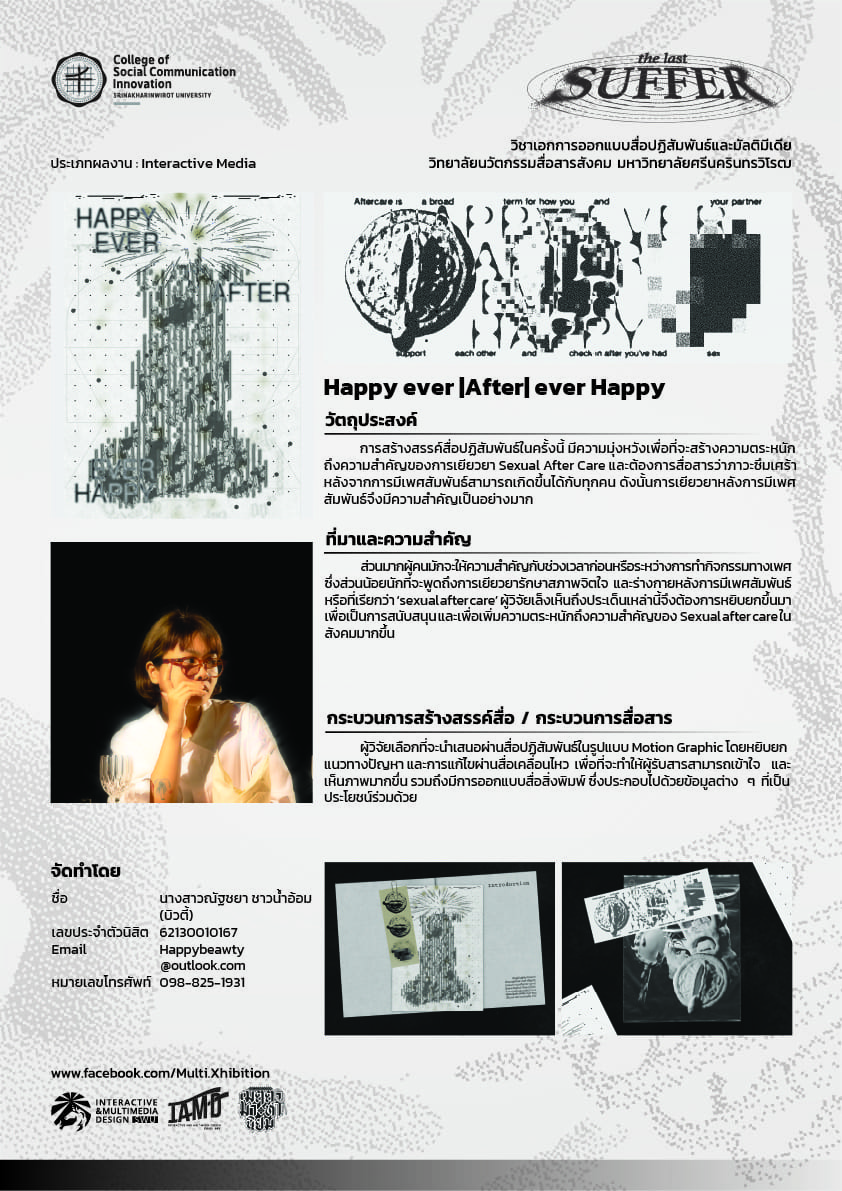 College of
Social Communication
Innovation
SRINAKHARINWIROT UNIVERSITY
the last
SUFFER
วิชาเอกการออกแบบสื่อปฏิสัมพันธ์และมัลติมีเดีย
วิทยาลัยนวัตกรรมสื่อสารสังคม มหาวิทยาลัยศรีนครินทรวิโรฒ
ประเภทผลงาน : Interactive Media
HAPPY
EVER
AFTER
EVER
HAPPY
Aftercare is a broad term for how you and your partner
support each other and check in after you've had sex
Happy ever |After| ever Happy
วัตถุประสงค์
การสร้างสรรค์สื่อปฏิสัมพันธ์ในครั้งนี้ มีความมุ่งหวังเพื่อที่จะสร้างความตระหนัก
ถึงความสำคัญของการเยียวยา Sexual After Care และต้องการสื่อสารว่าภาวะซึมเศร้า
หลังจากการมีเพศสัมพันธ์สามารถเกิดขึ้นได้กับทุกคน ดังนั้นการเยียวยาหลังการมีเพศ
สัมพันธ์จึงมีความสำคัญเป็นอย่างมาก
ที่มาและความสำคัญ
ส่วนมากผู้คนมักจะให้ความสำคัญกับช่วงเวลาก่อนหรือระหว่างการทำกิจกรรมทางเพศ
ซึ่งส่วนน้อยนักที่จะพูดถึงการเยียวยารักษาสภาพจิตใจ และร่างกายหลังการมีเพศสัมพันธ์
หรือที่เรียกว่า ‘sexual after care’ ผู้วิจัยเล็งเห็นถึงประเด็นเหล่านี้จึงต้องการหยิบยกขึ้นมา
เพื่อเป็นการสนับสนุนและเพื่อเพิ่มความตระหนักถึงความสำคัญของ Sexual after care ใน
สังคมมากขึ้น
กระบวนการสร้างสรรค์สื่อ / กระบวนการสื่อสาร
ผู้วิจัยเลือกที่จะนำเสนอผ่านสื่อปฏิสัมพันธ์ในรูปแบบ Motion Graphic โดยหยิบยก
แนวทางปัญหา และการแก้ไขผ่านสื่อเคลื่อนไหว เพื่อที่จะทำให้ผู้รับสารสามารถเข้าใจ และ
เห็นภาพมากขึ่น รวมถึงมีการออกแบบสื่อสิ่งพิมพ์ ซึ่งประกอบไปด้วยข้อมูลต่าง ๆ ที่เป็น
ประโยชน์ร่วมด้วย
จัดทำโดย
ชื่อ นางสาวณัฐชยา ชาวน้ำอ้อม
(บิวตี้)
เลขประจำตัวนิสิต 62130010167
Email Happybeawty
@outlook.com
หมายเลขโทรศัพท์ 098-825-1931
introduction
www.facebook.com/Multi.Xhibition
INTERACTIVE
&MULTIMEDIA
DESIGN SWU
IAMD